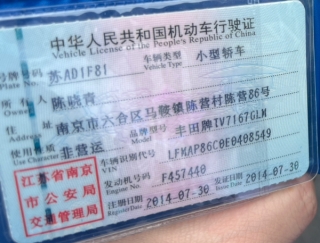 中华人民共和国机动车行驶证
Vehicle License of the People's Republic of China
号牌号码 苏AD1F81 车辆类型 小型轿车
Plate No. Vehicle Type
所有人 陈晓青
Owner
住址 南京市六合区马鞍镇陈营村陈营86号
使用性质 非营运 品牌型号 丰田牌TV7167GLM
Use Character Model
江苏省南京市公安局交通管理局
车辆识别代号 LFKAP86C0E0408549
VIN
发动机号码 F457440
Engine No.
注册日期 2014-07-30 发证日期 2014-07-30
Register Date Issue Date